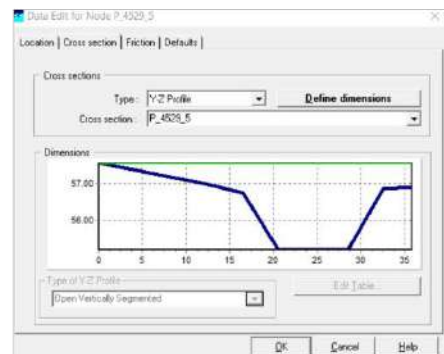 Data Edit for Node P_4529_5
Location | Cross section | Friction | Defaults |
Cross sections
Type : Y-Z Profile Define dimensions
Cross section : P_4529_5
Dimensions
57.00
56.00
0 5 10 15 20 25 30 35
Type of Y-Z Profile
Open Vertically Segmented
Edit Table...
OK Cancel Help